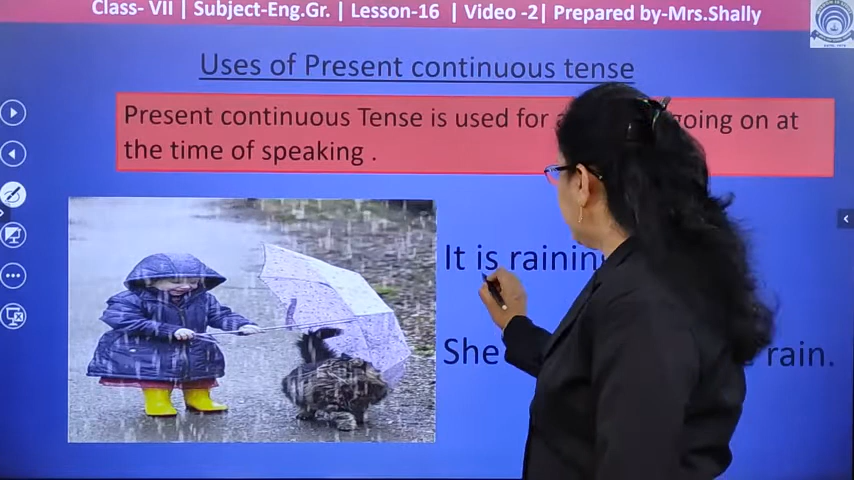 Class- VII | Subject-Eng.Gr. | Lesson-16 | Video -2| Prepared by-Mrs.Shally
Uses of Present continuous tense
Present continuous Tense is used for going on at
the time of speaking .
It is
She rain.